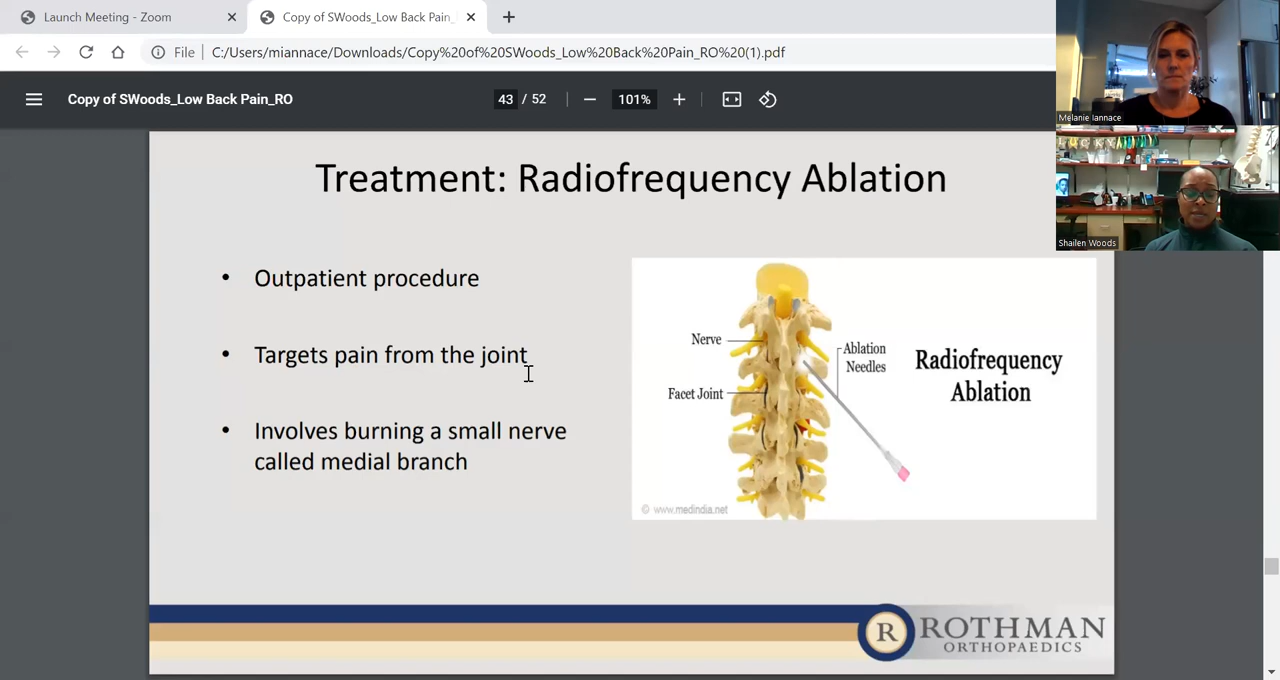 Launch Meeting - Zoom
Copy of SWoods_Low Back Pain_
File
C:/Users/miannace/Downloads/Copy%20of%20SWoods_Low%20Back%20Pain_RO%20(1).pdf
Copy of SWoods_Low Back Pain_RO
43 / 52
101%
Melanie Iannace
Shailen Woods
Treatment: Radiofrequency Ablation
• Outpatient procedure
• Targets pain from the joint
• Involves burning a small nerve
called medial branch
Nerve
Facet Joint
Ablation
Needles
Radiofrequency
Ablation
© www.medindia.net
R
ROTHMAN
ORTHOPAEDICS